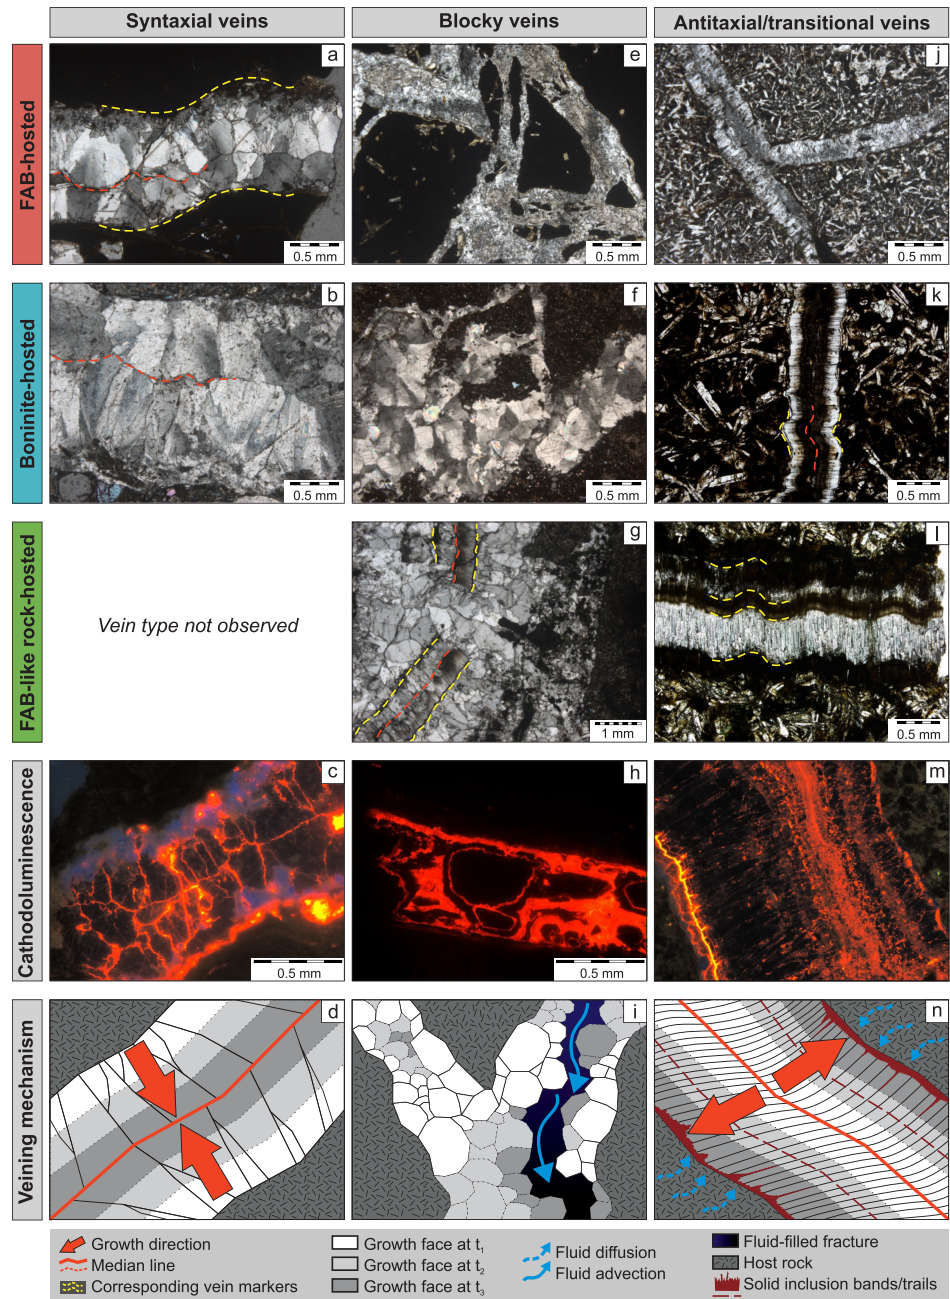 Syntaxial veins
Blocky veins
Antitaxial/transitional veins
FAB-hosted
a
0.5 mm
e
0.5 mm
j
0.5 mm
Boninite-hosted
b
0.5 mm
f
0.5 mm
k
0.5 mm
FAB-like rock-hosted
Vein type not observed
g
1 mm
l
0.5 mm
Cathodoluminescence
c
0.5 mm
h
0.5 mm
m
0.5 mm
Veining mechanism
d
i
n
Growth direction
Median line
Corresponding vein markers
Growth face at t1
Growth face at t2
Growth face at t3
Fluid diffusion
Fluid advection
Fluid-filled fracture
Host rock
Solid inclusion bands/trails